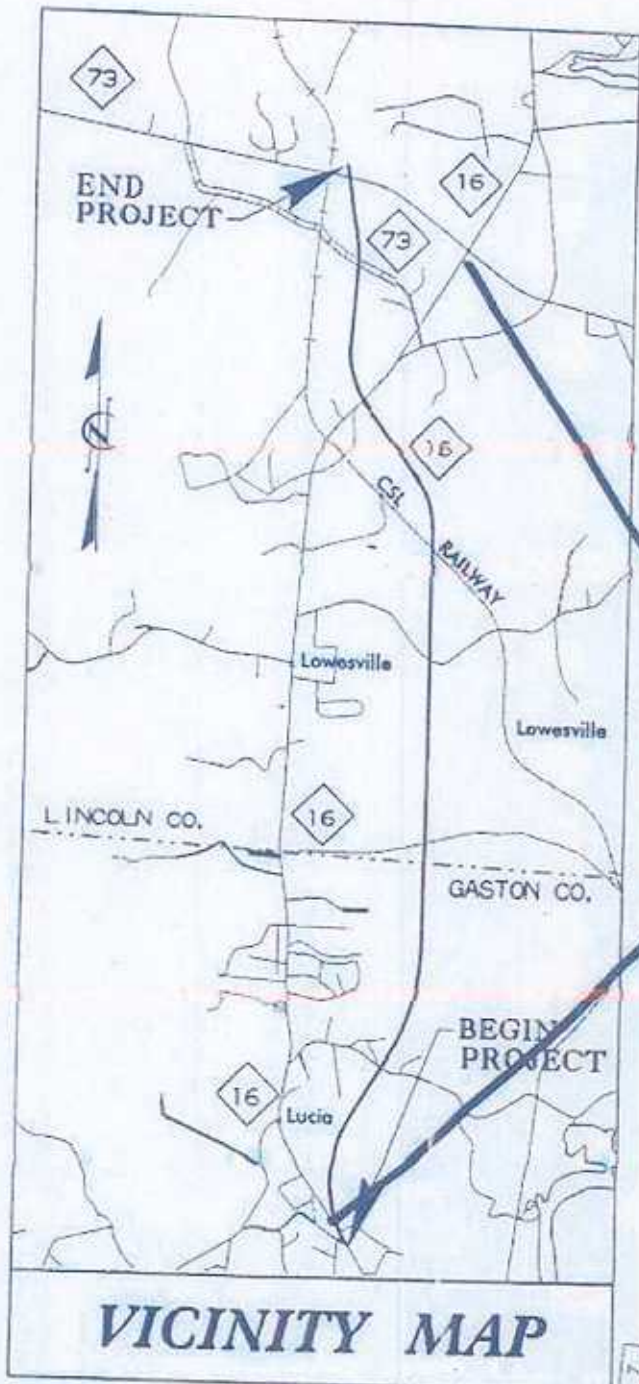 73
16
END
PROJECT
73
16
CSL
RAILWAY
Lowesville
Lowesville
LINCOLN CO.
16
GASTON CO.
BEGIN
PROJECT
16
Lucia
VICINITY MAP